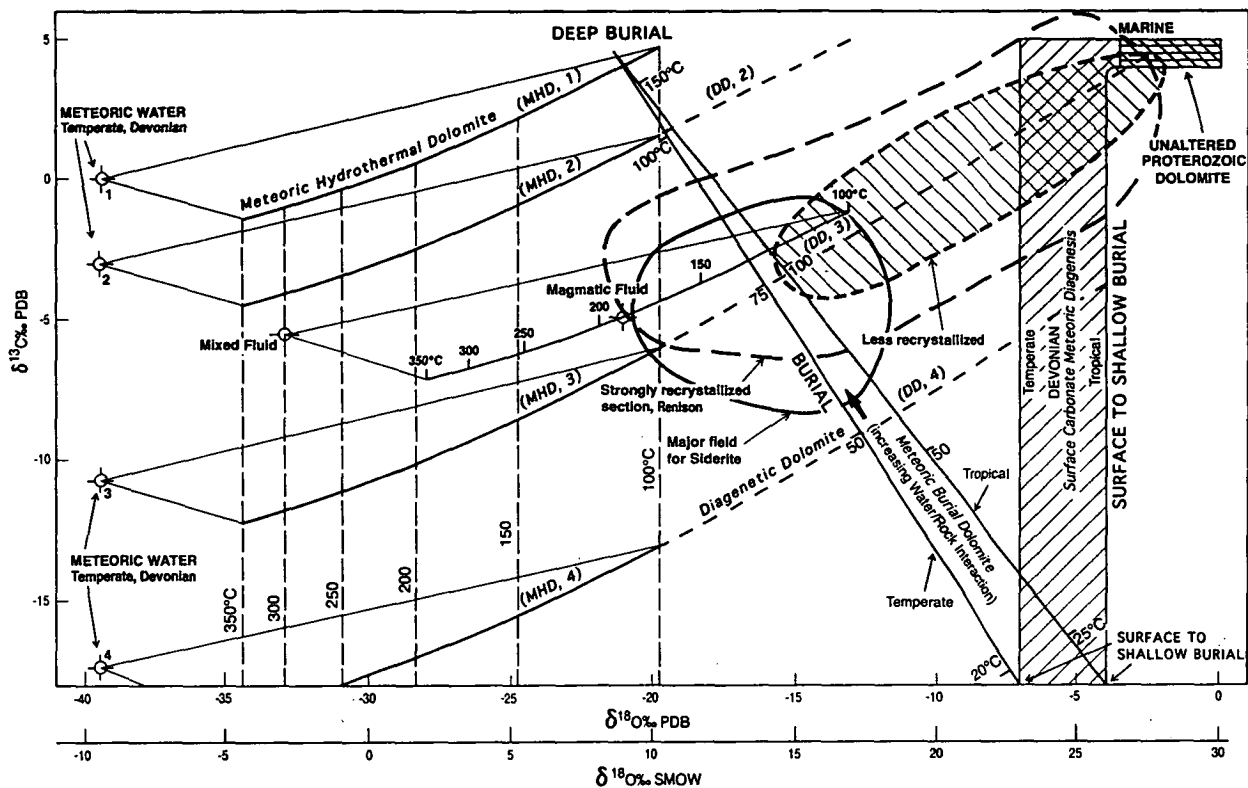 MARINE
DEEP BURIAL
5
150°C
(MHD, 1)
(DD, 2)
METEORIC WATER
Temperate, Devonian
Meteoric Hydrothermal Dolomite
(MHD, 2)
100°C
UNALTERED
PROTEROZOIC
DOLOMITE
0
1
2
100°C
(DD, 3)
100
150
75
Magmatic Fluid
200
-5
Mixed Fluid
250
300
350°C
Less recrystallized
(MHD, 3)
Strongly recrystallized
section, Renison
BURIAL
(DD, 4)
Major field
for Siderite
50
50
Temperate
DEVONIAN
Surface Carbonate Meteoric Diagenesis
Tropical
SURFACE TO SHALLOW BURIAL
δ¹³C‰ PDB
-10
3
100°C
Diagenetic Dolomite
Meteoric Burial Dolomite
(increasing Water/Rock Interaction)
Tropical
METEORIC WATER
Temperate, Devonian
150
(MHD, 4)
200
250
300
350°C
Temperate
-15
4
25°C
20°C
SURFACE TO
SHALLOW BURIAL
-40 -35 -30 -25 -20 -15 -10 -5 0
δ¹⁸O‰ PDB
-10 -5 0 5 10 15 20 25 30
δ¹⁸O‰ SMOW